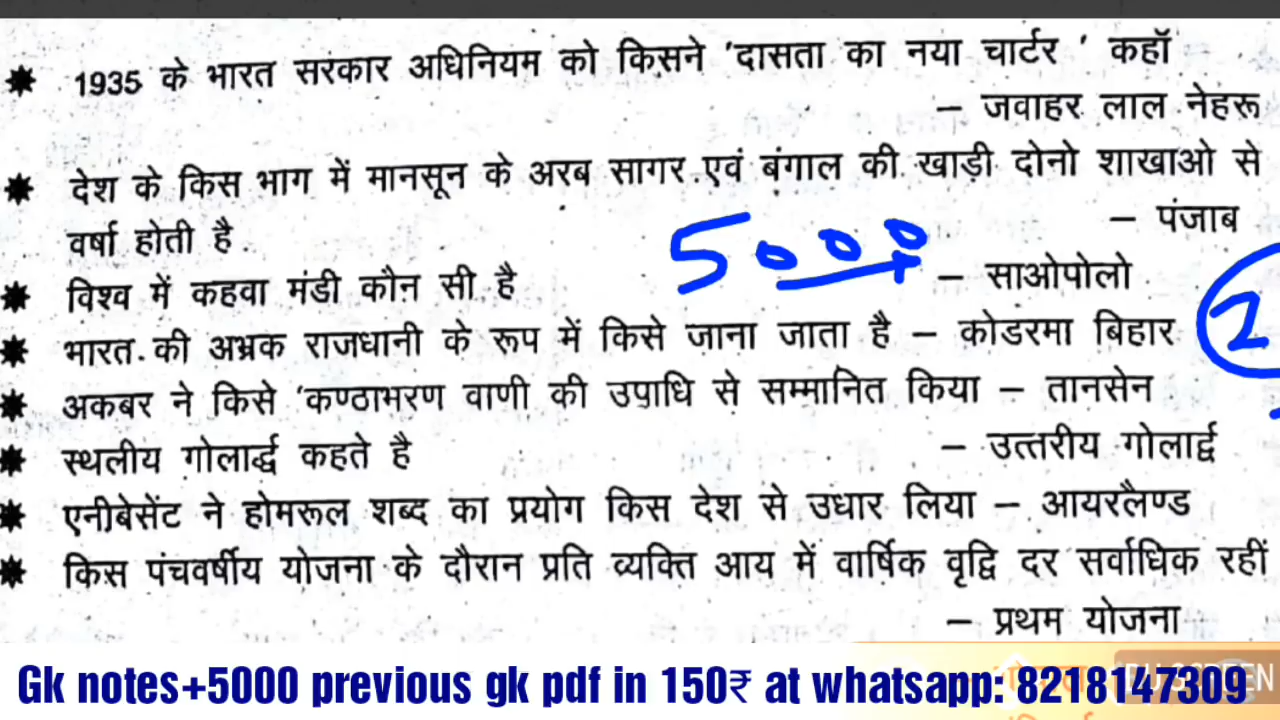 1935 के भारत सरकार अधिनियम को किसने 'दासता का नया चार्टर ' कहॉ
– जवाहर लाल नेहरू
देश के किस भाग में मानसून के अरब सागर एवं बंगाल की खाड़ी दोनो शाखाओ से
– पंजाब
वर्षा होती है
5000
विश्व में कहवा मंडी कौन सी है – साओपोलो
भारत की अभ्रक राजधानी के रूप में किसे जाना जाता है – कोडरमा बिहार
2
अकबर ने किसे 'कण्ठाभरण वाणी की उपाधि से सम्मानित किया – तानसेन
स्थलीय गोलार्द्ध कहते है – उत्तरीय गोलार्द्व
एनीबेसेंट ने होमरूल शब्द का प्रयोग किस देश से उधार लिया – आयरलैण्ड
किस पंचवर्षीय योजना के दौरान प्रति व्यक्ति आय में वार्षिक वृद्वि दर सर्वाधिक रहीं
– प्रथम योजना
Gk notes+5000 previous gk pdf in 150₹ at whatsapp: 8218147309